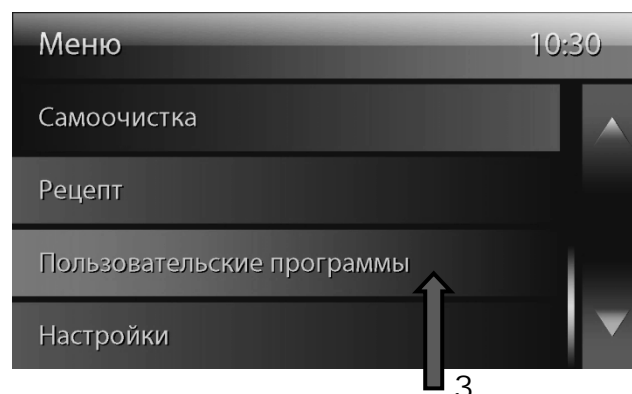 Меню 10:30
Самоочистка
Рецепт
Пользовательские программы
Настройки
3